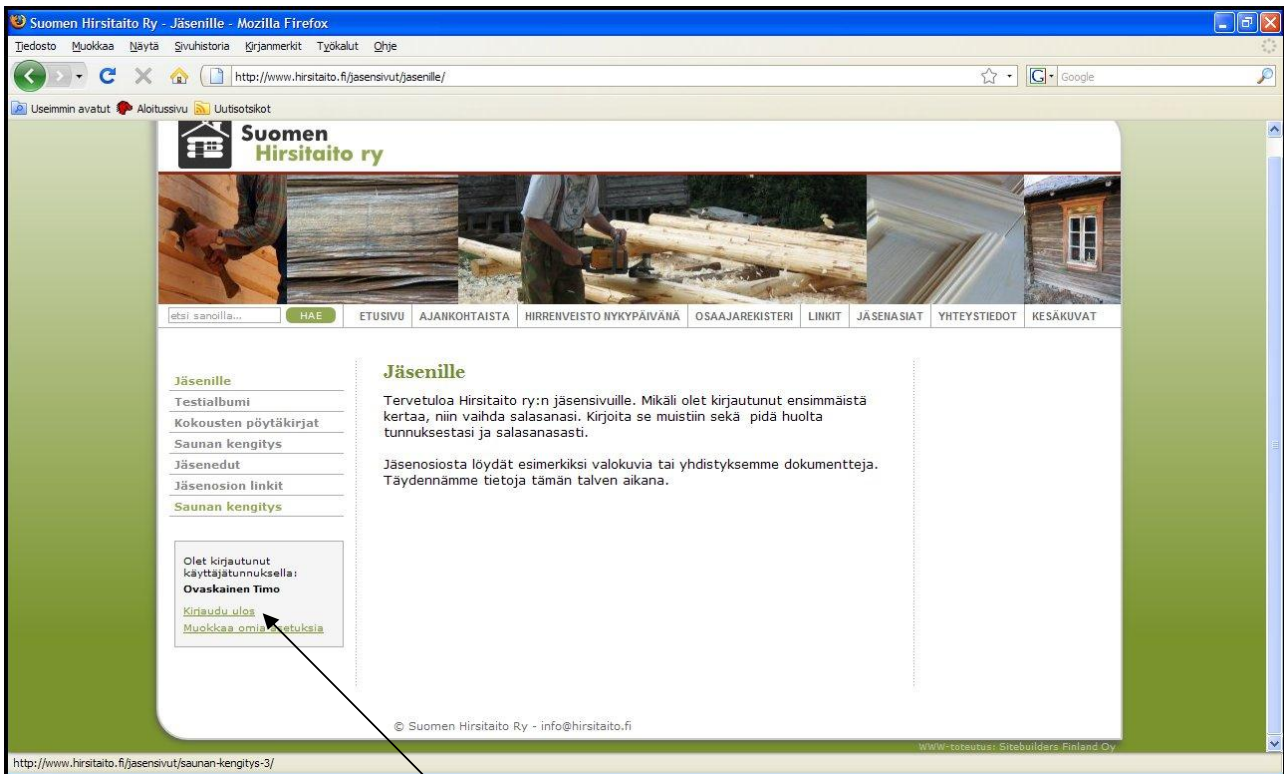 Suomen Hirsitaito Ry - Jäsenille - Mozilla Firefox
Tiedosto Muokkaa Näytä Sivuhistoria Kirjanmerkit Työkalut Ohje
http://www.hirsitaito.fi/jasensivut/jasenille/
G Google
Useimmin avatut Aloitussivu Uutisotsikot
Suomen
Hirsitaito ry
etsi sanoilla... HAE ETUSIVU AJANKOHTAISTA HIRRENVEISTO NYKYPÄIVÄNÄ OSAAJAREKISTERI LINKIT JÄSENASIAT YHTEYSTIEDOT KESÄKUVAT
Jäsenille
Testialbumi
Kokousten pöytäkirjat
Saunan kengitys
Jäsenedut
Jäsenosion linkit
Saunan kengitys
Olet kirjautunut
käyttäjätunnuksella:
Ovaskainen Timo
Kirjaudu ulos
Muokkaa omia asetuksia
Jäsenille
Tervetuloa Hirsitaito ry:n jäsensivuille. Mikäli olet kirjautunut ensimmäistä
kertaa, niin vaihda salasanasi. Kirjoita se muistiin sekä pidä huolta
tunnuksestasi ja salasanasasti.
Jäsenosiosta löydät esimerkiksi valokuvia tai yhdistyksemme dokumentteja.
Täydennämme tietoja tämän talven aikana.
© Suomen Hirsitaito Ry - info@hirsitaito.fi
WWW-toteutus: Sitebuilders Finland Oy
http://www.hirsitaito.fi/jasensivut/saunan-kengitys-3/